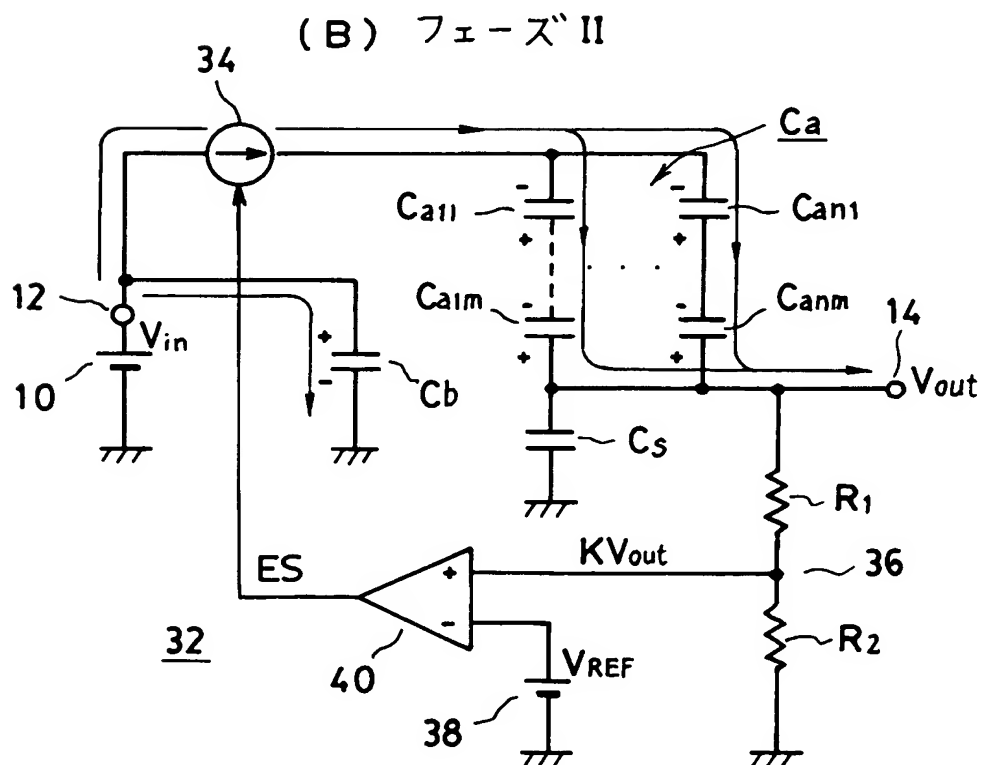 (B) フェーズ II
34
Ca
-
-
Ca11
Can1
+
+
12
Vin
-
-
Ca1m
Canm
14
+
+
+
Vout
10
-
Cb
Cs
R1
ES
KVout
36
+
-
R2
32
40
VREF
38